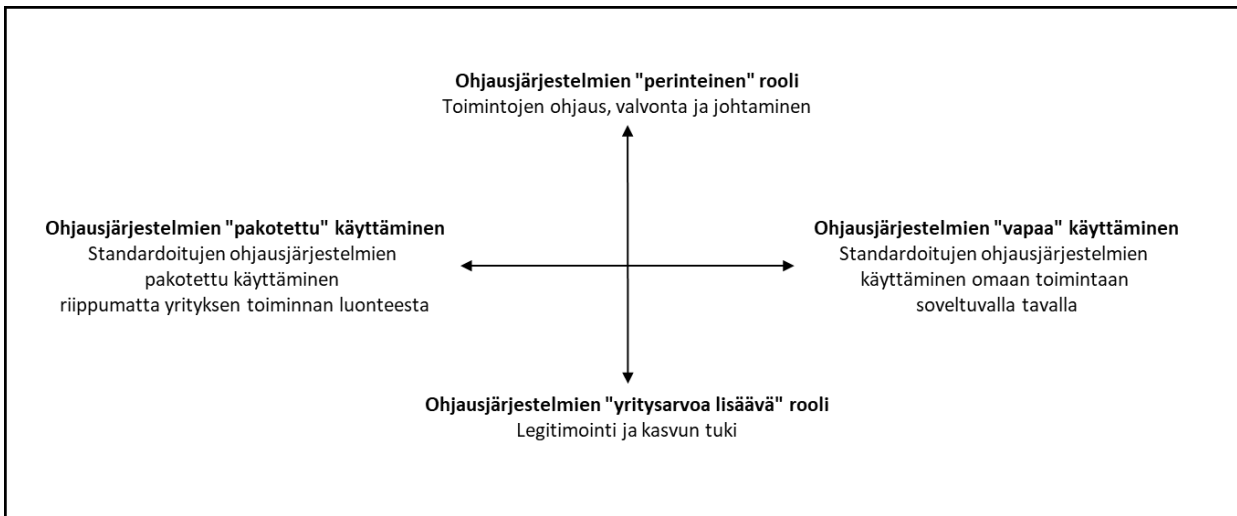 Ohjausjärjestelmien "perinteinen" rooli
Toimintojen ohjaus, valvonta ja johtaminen
Ohjausjärjestelmien "pakotettu" käyttäminen
Standardoitujen ohjausjärjestelmien
pakotettu käyttäminen
riippumatta yrityksen toiminnan luonteesta
Ohjausjärjestelmien "vapaa" käyttäminen
Standardoitujen ohjausjärjestelmien
käyttäminen omaan toimintaan
soveltuvalla tavalla
Ohjausjärjestelmien "yritysarvoa lisäävä" rooli
Legitimointi ja kasvun tuki